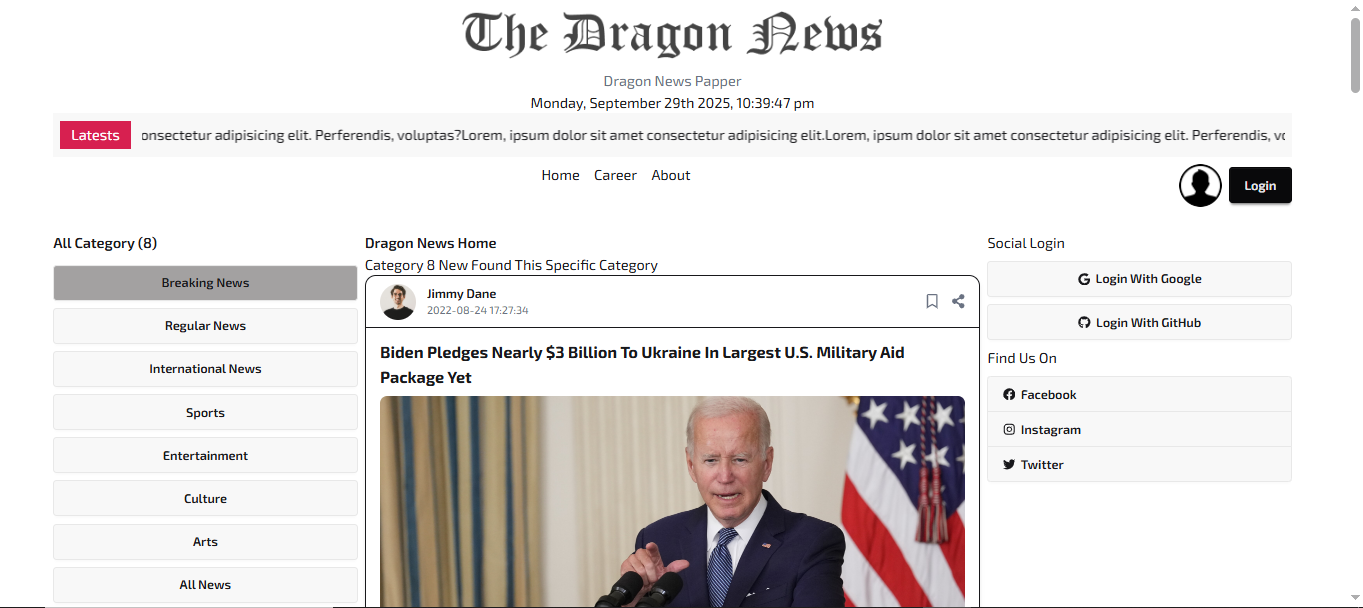 The Dragon News
Dragon News Papper
Monday, September 29th 2025, 10:39:47 pm
Latests
onsectetur adipisicing elit. Perferendis, voluptas?Lorem, ipsum dolor sit amet consectetur adipisicing elit.Lorem, ipsum dolor sit amet consectetur adipisicing elit. Perferendis, vo
Home Career About
Login
All Category (8)
Breaking News
Regular News
International News
Sports
Entertainment
Culture
Arts
All News
Dragon News Home
Category 8 New Found This Specific Category
Jimmy Dane
2022-08-24 17:27:34
Biden Pledges Nearly $3 Billion To Ukraine In Largest U.S. Military Aid
Package Yet
Social Login
Login With Google
Login With GitHub
Find Us On
Facebook
Instagram
Twitter